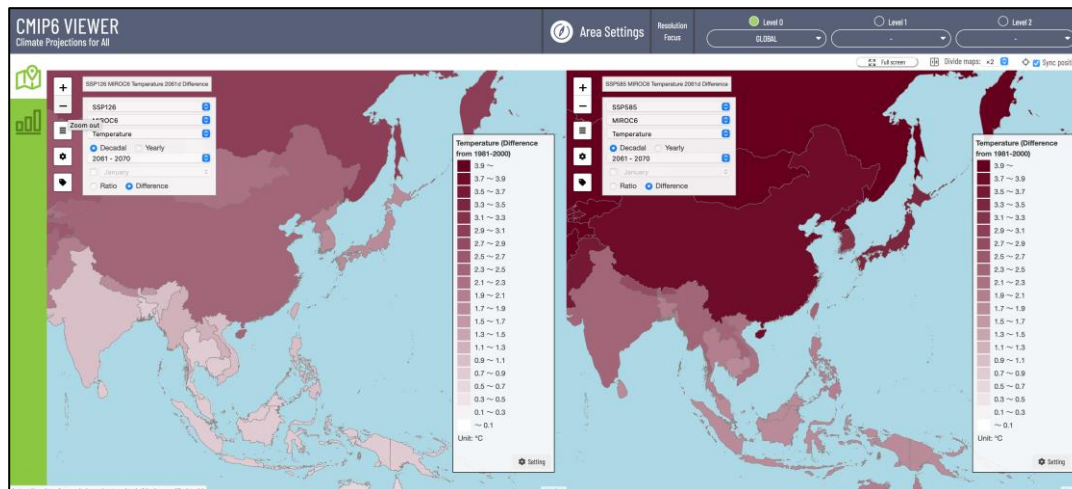 CMIP6 VIEWER
Climate Projections for All
Area Settings
Resolution
Focus
Level 0
GLOBAL
Level 1
-
Level 2
-
Full screen
Divide maps: ×2
Sync posit
SSP126 MIROC6 Temperature 2061d Difference
SSP126
MIROC6
Zoom out
Temperature
Decadal Yearly
2061 - 2070
January
Ratio Difference
Temperature (Difference
from 1981-2000)
3.9 ~
3.7 ~ 3.9
3.5 ~ 3.7
3.3 ~ 3.5
3.1 ~ 3.3
2.9 ~ 3.1
2.7 ~ 2.9
2.5 ~ 2.7
2.3 ~ 2.5
2.1 ~ 2.3
1.9 ~ 2.1
1.7 ~ 1.9
1.5 ~ 1.7
1.3 ~ 1.5
1.1 ~ 1.3
0.9 ~ 1.1
0.7 ~ 0.9
0.5 ~ 0.7
0.3 ~ 0.5
0.1 ~ 0.3
~ 0.1
Unit: °C
Setting
SSP585 MIROC6 Temperature 2061d Difference
SSP585
MIROC6
Temperature
Decadal Yearly
2061 - 2070
January
Ratio Difference
Temperature (Difference
from 1981-2000)
3.9 ~
3.7 ~ 3.9
3.5 ~ 3.7
3.3 ~ 3.5
3.1 ~ 3.3
2.9 ~ 3.1
2.7 ~ 2.9
2.5 ~ 2.7
2.3 ~ 2.5
2.1 ~ 2.3
1.9 ~ 2.1
1.7 ~ 1.9
1.5 ~ 1.7
1.3 ~ 1.5
1.1 ~ 1.3
0.9 ~ 1.1
0.7 ~ 0.9
0.5 ~ 0.7
0.3 ~ 0.5
0.1 ~ 0.3
~ 0.1
Unit: °C
Setting